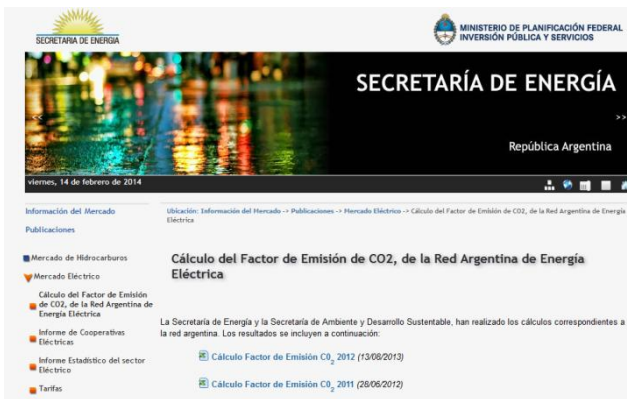 SECRETARIA DE ENERGIA
MINISTERIO DE PLANIFICACIÓN FEDERAL
INVERSIÓN PÚBLICA Y SERVICIOS
SECRETARÍA DE ENERGÍA
<<
>>
República Argentina
viernes, 14 de febrero de 2014
Información del Mercado
Publicaciones
Mercado de Hidrocarburos
Mercado Eléctrico
Cálculo del Factor de Emisión
de CO2, de la Red Argentina de
Energía Eléctrica
Informe de Cooperativas
Eléctricas
Informe Estadístico del sector
Eléctrico
Tarifas
Ubicación: Información del Mercado -> Publicaciones -> Mercado Eléctrico -> Cálculo del Factor de Emisión de CO2, de la Red Argentina de Energía
Eléctrica
Cálculo del Factor de Emisión de CO2, de la Red Argentina de Energía
Eléctrica
La Secretaría de Energía y la Secretaría de Ambiente y Desarrollo Sustentable, han realizado los cálculos correspondientes a
la red argentina. Los resultados se incluyen a continuación:
Cálculo Factor de Emisión C0₂ 2012 (13/08/2013)
Cálculo Factor de Emisión C0₂ 2011 (28/06/2012)